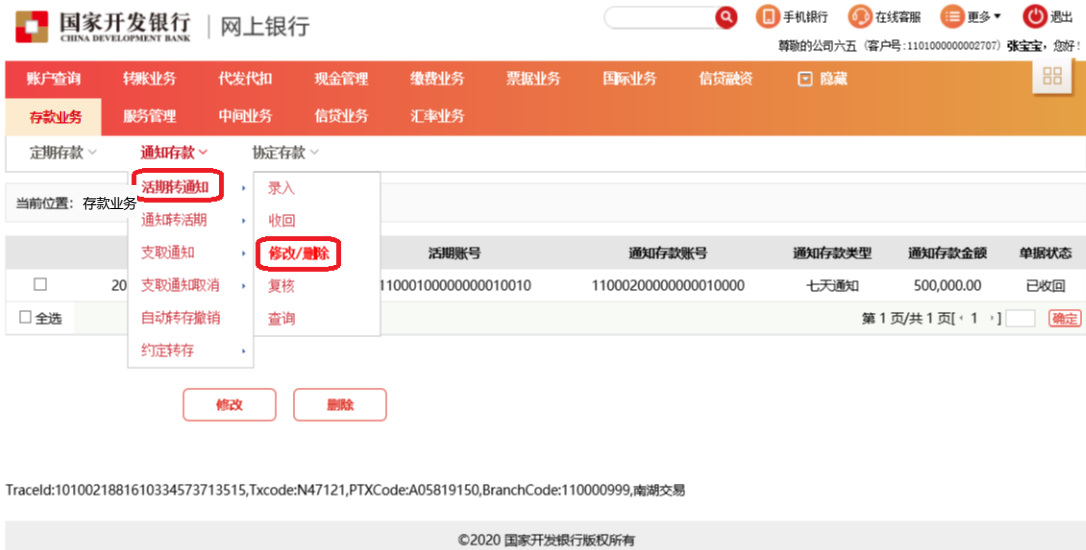 国家开发银行 网上银行
CHINA DEVELOPMENT BANK
手机银行 在线客服 更多 退出
尊敬的公司六五（客户号:1101000000002707）张宝宝，您好！
账户查询 转账业务 代发代扣 现金管理 缴费业务 票据业务 国际业务 信贷融资 隐藏
存款业务 服务管理 中间业务 信贷业务 汇率业务
定期存款 通知存款 协定存款
活期转通知 录入
当前位置: 存款业务
通知转活期 收回
支取通知 修改/删除 活期账号 通知存款账号 通知存款类型 通知存款金额 单据状态
20 支取通知取消 复核 11000100000000010010 11000200000000010000 七天通知 500,000.00 已收回
全选 自动转存撤销 查询 第 1 页/共 1 页[ 1 ] 确定
约定转存
修改 删除
TraceId:1010021881610334573713515,Txcode:N47121,PTXCode:A05819150,BranchCode:110000999,南湖交易
©2020 国家开发银行版权所有